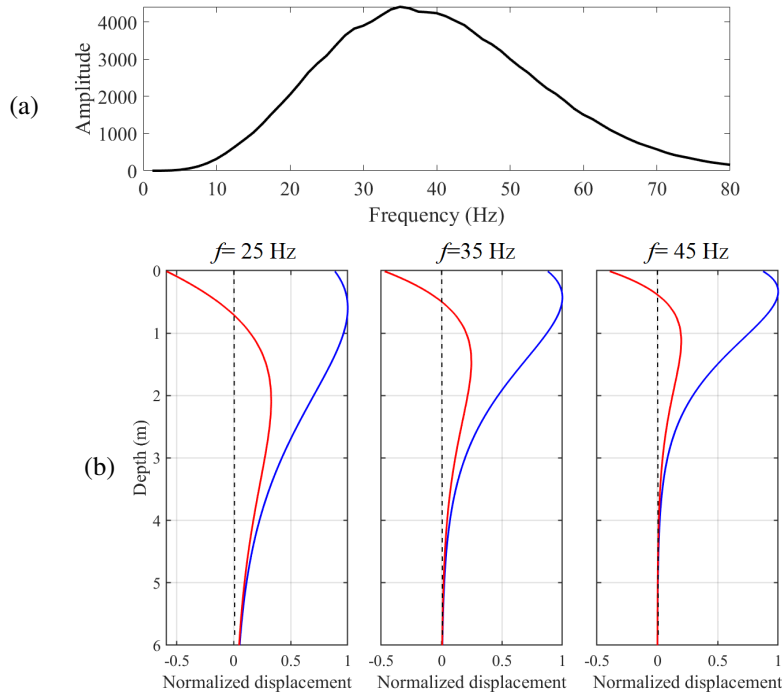 (a)
Amplitude
4000
3000
2000
1000
0
0 10 20 30 40 50 60 70 80
Frequency (Hz)
(b)
f= 25 Hz
f=35 Hz
f= 45 Hz
Depth (m)
0
1
2
3
4
5
6
-0.5 0 0.5 1
-0.5 0 0.5 1
-0.5 0 0.5 1
Normalized displacement
Normalized displacement
Normalized displacement